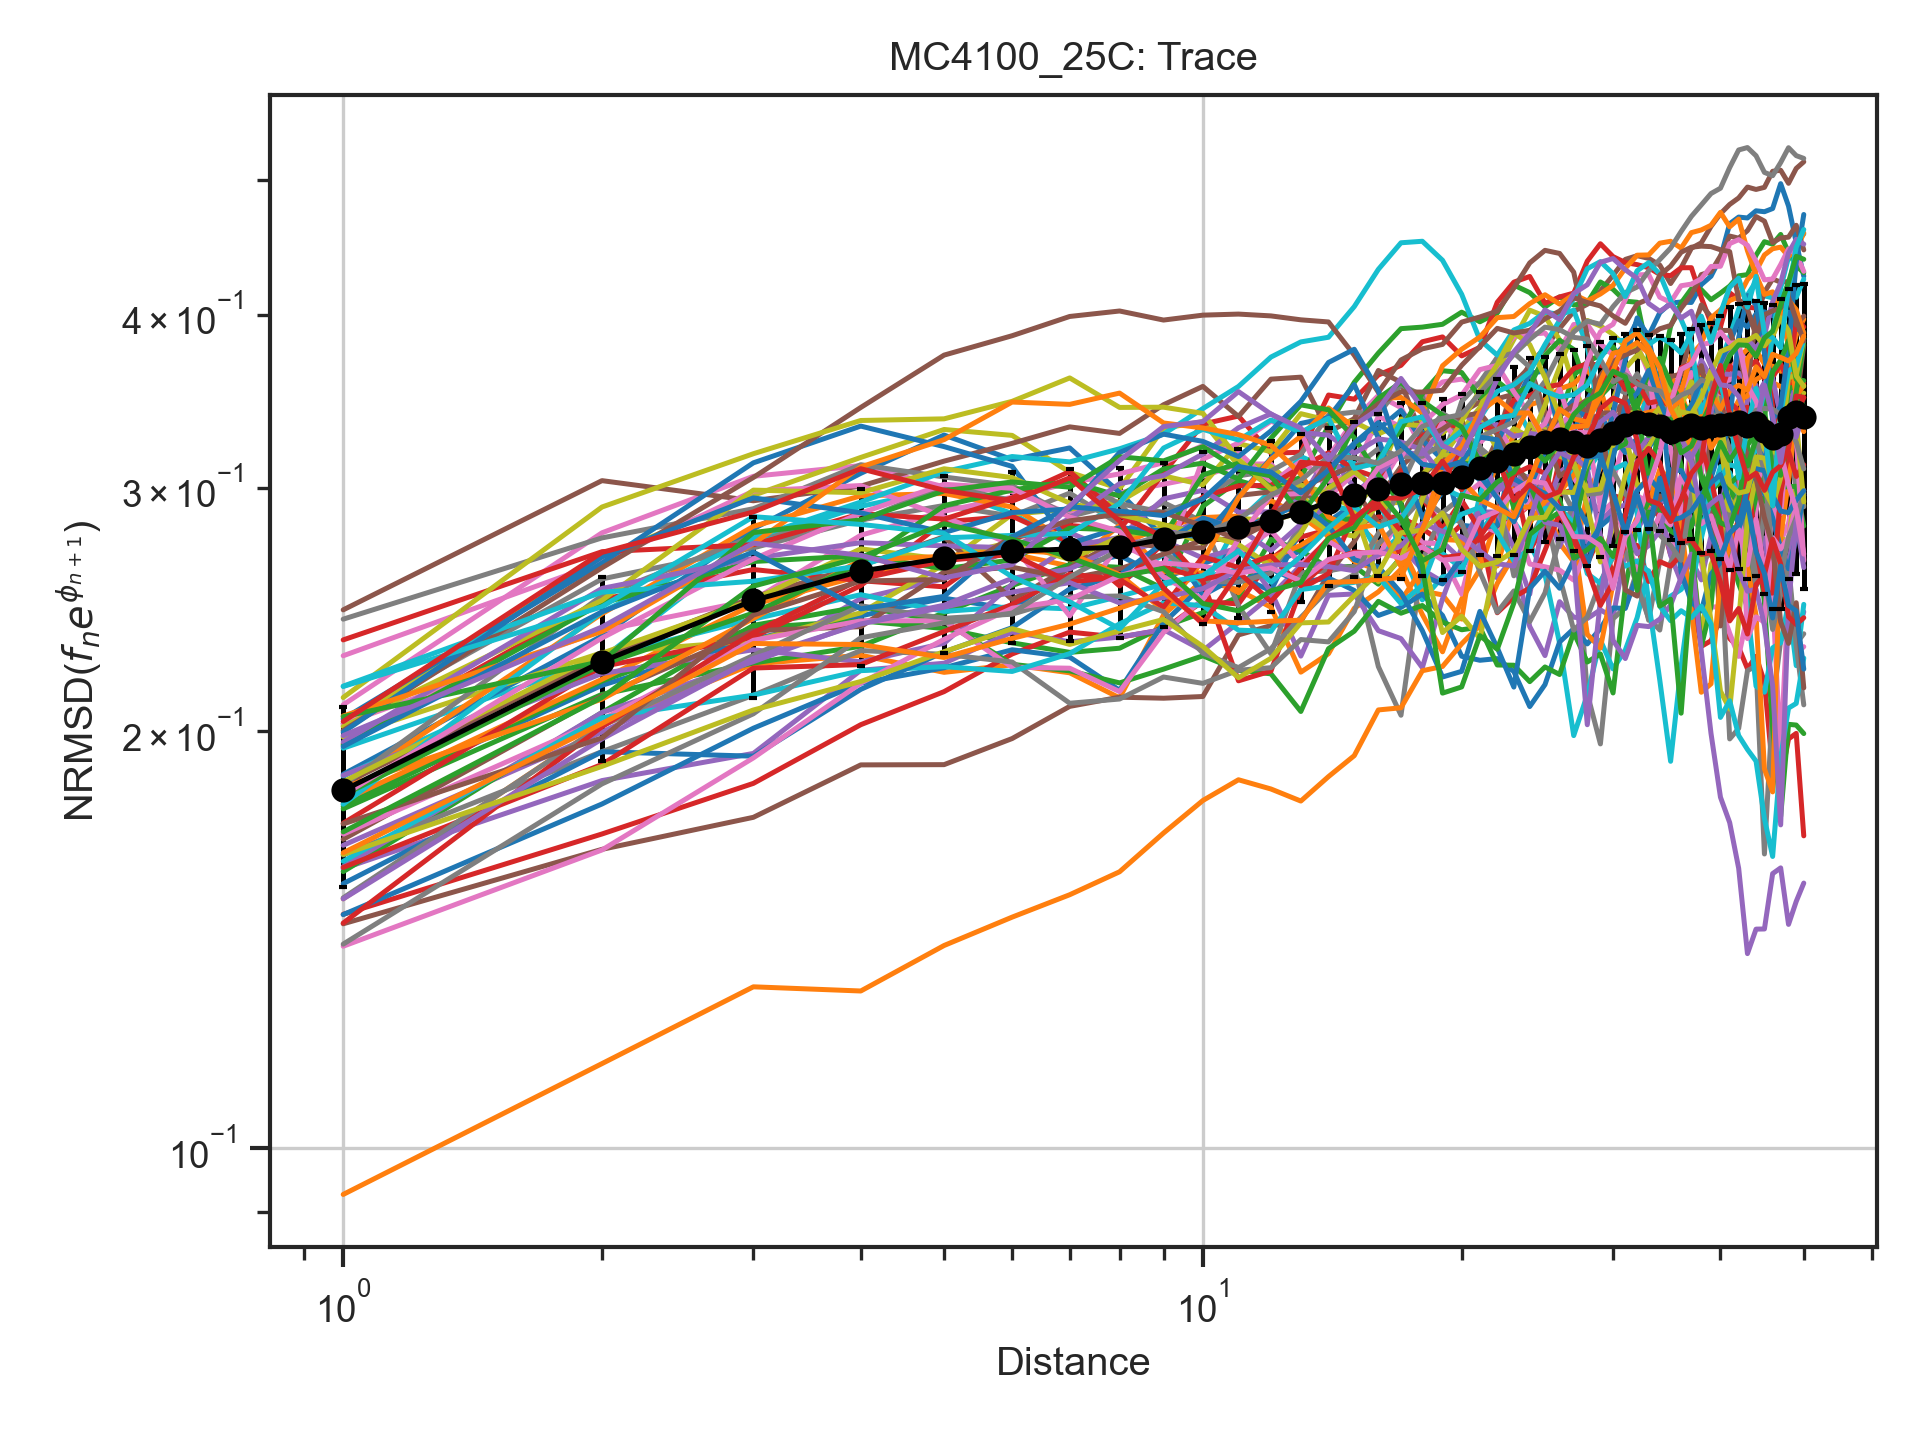 MC4100_25C: Trace
NRMSD(fₙe^ϕₙ₊₁)
4 × 10⁻¹
3 × 10⁻¹
2 × 10⁻¹
10⁻¹
10⁰ 10¹
Distance